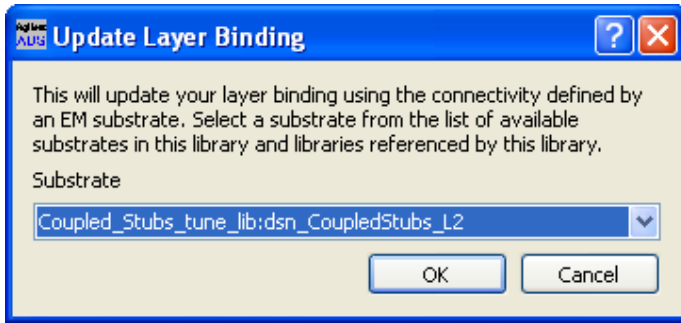 Agilent
ADS
Update Layer Binding
This will update your layer binding using the connectivity defined by
an EM substrate. Select a substrate from the list of available
substrates in this library and libraries referenced by this library.
Substrate
Coupled_Stubs_tune_lib:dsn_CoupledStubs_L2
OK Cancel